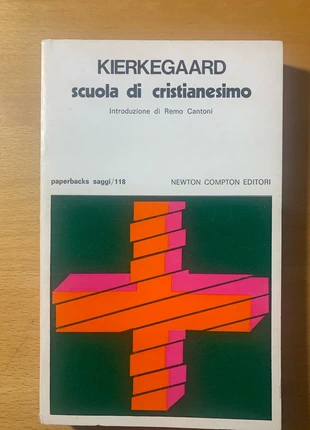 KIERKEGAARD
scuola di cristianesimo
Introduzione di Remo Cantoni
paperbacks saggi/118 NEWTON COMPTON EDITORI